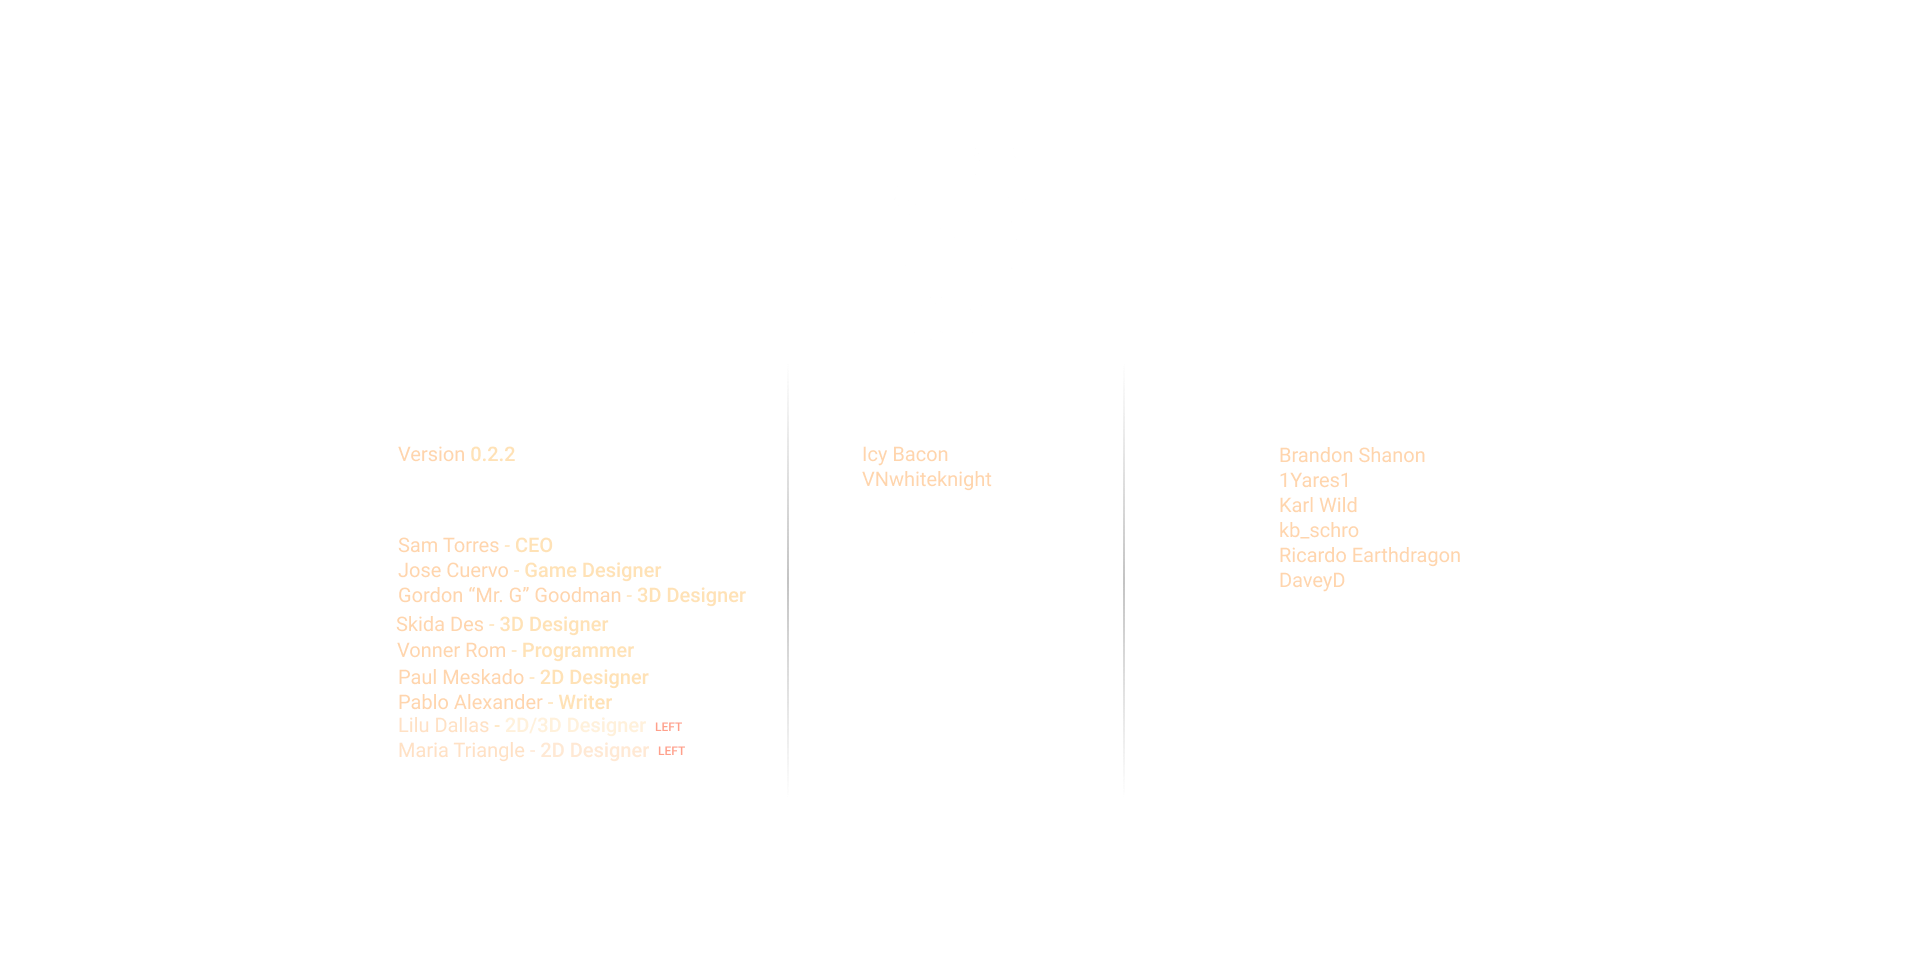 Version 0.2.2
Sam Torres - CEO
Jose Cuervo - Game Designer
Gordon “Mr. G” Goodman - 3D Designer
Skida Des - 3D Designer
Vonner Rom - Programmer
Paul Meskado - 2D Designer
Pablo Alexander - Writer
Lilu Dallas - 2D/3D Designer LEFT
Maria Triangle - 2D Designer LEFT
Icy Bacon
VNwhiteknight
Brandon Shanon
1Yares1
Karl Wild
kb_schro
Ricardo Earthdragon
DaveyD